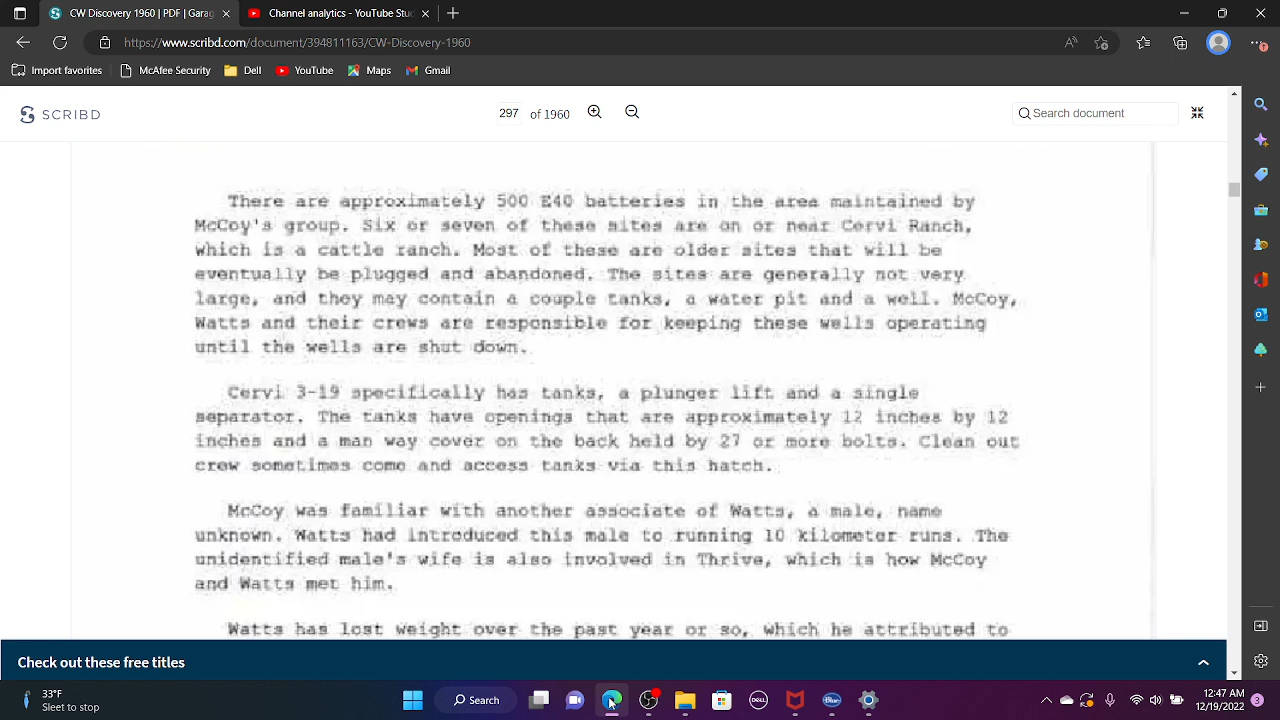 CW Discovery 1960 | PDF | Garag
Channel analytics - YouTube Stu
https://www.scribd.com/document/394811163/CW-Discovery-1960
Import favorites McAfee Security Dell YouTube Maps Gmail
SCRIBD 297 of 1960 Search document
There are approximately 500 E40 batteries in the area maintained by
McCoy's group. Six or seven of these sites are on or near Cervi Ranch,
which is a cattle ranch. Most of these are older sites that will be
eventually be plugged and abandoned. The sites are generally not very
large, and they may contain a couple tanks, a water pit and a well. McCoy,
Watts and their crews are responsible for keeping these wells operating
until the wells are shut down.
Cervi 3-19 specifically has tanks, a plunger lift and a single
separator. The tanks have openings that are approximately 12 inches by 12
inches and a man way cover on the back held by 27 or more bolts. Clean out
crew sometimes come and access tanks via this hatch.
McCoy was familiar with another associate of Watts, a male, name
unknown. Watts had introduced this male to running 10 kilometer runs. The
unidentified male's wife is also involved in Thrive, which is how McCoy
and Watts met him.
Watts has lost weight over the past year or so, which he attributed to
Check out these free titles
33°F
Sleet to stop
Search
DELL
Blue
12:47 AM
12/19/2022
3